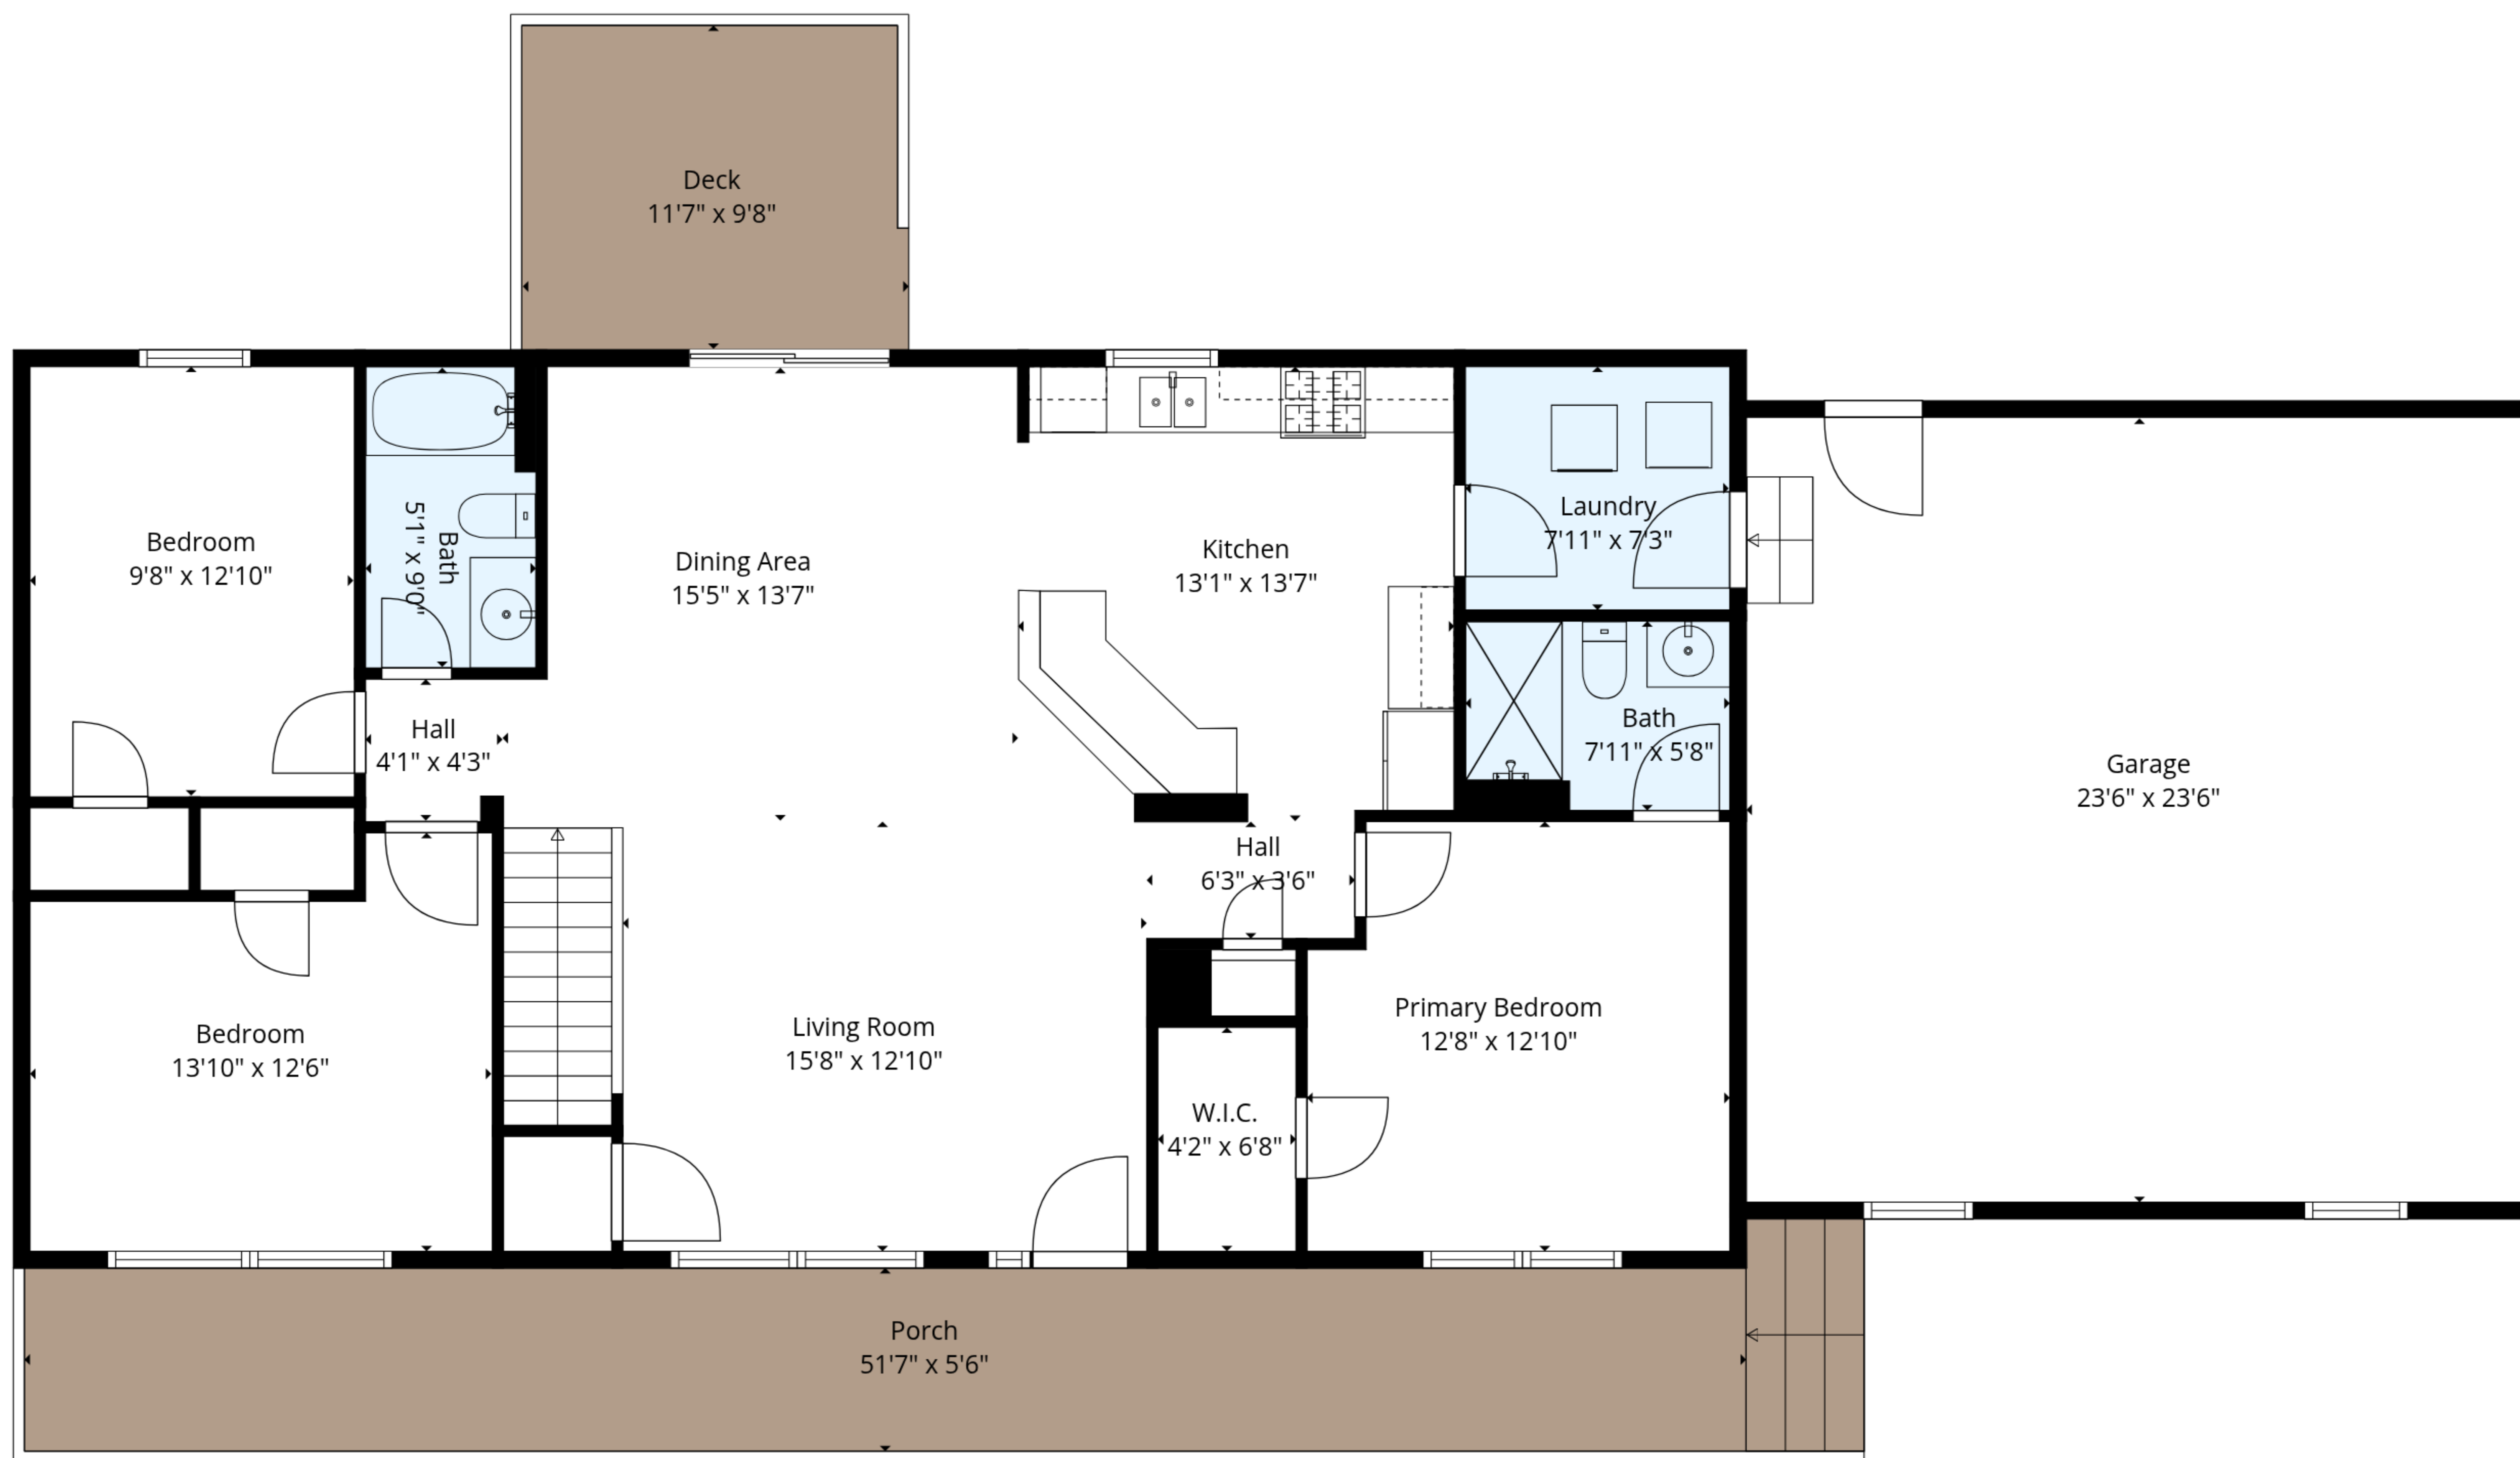 Deck
11'7" x 9'8"
Bedroom
9'8" x 12'10"
Bath
5'1" x 9'0"
Dining Area
15'5" x 13'7"
Kitchen
13'1" x 13'7"
Laundry
7'11" x 7'3"
Hall
4'1" x 4'3"
Bath
7'11" x 5'8"
Garage
23'6" x 23'6"
Hall
6'3" x 3'6"
Bedroom
13'10" x 12'6"
Living Room
15'8" x 12'10"
Primary Bedroom
12'8" x 12'10"
W.I.C.
4'2" x 6'8"
Porch
51'7" x 5'6"